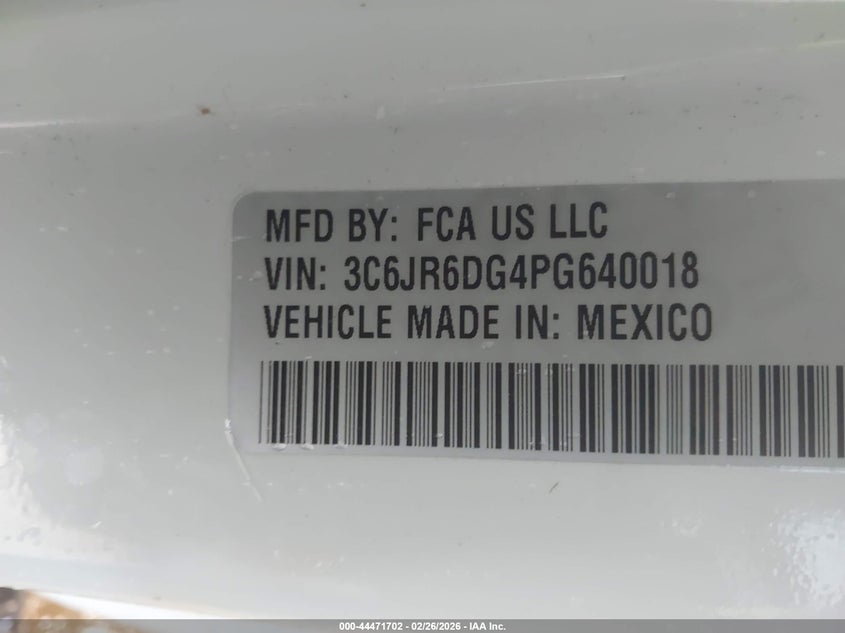 MFD BY: FCA US LLC
VIN: 3C6JR6DG4PG640018
VEHICLE MADE IN: MEXICO
000-44471702 - 02/26/2026 - IAA Inc.